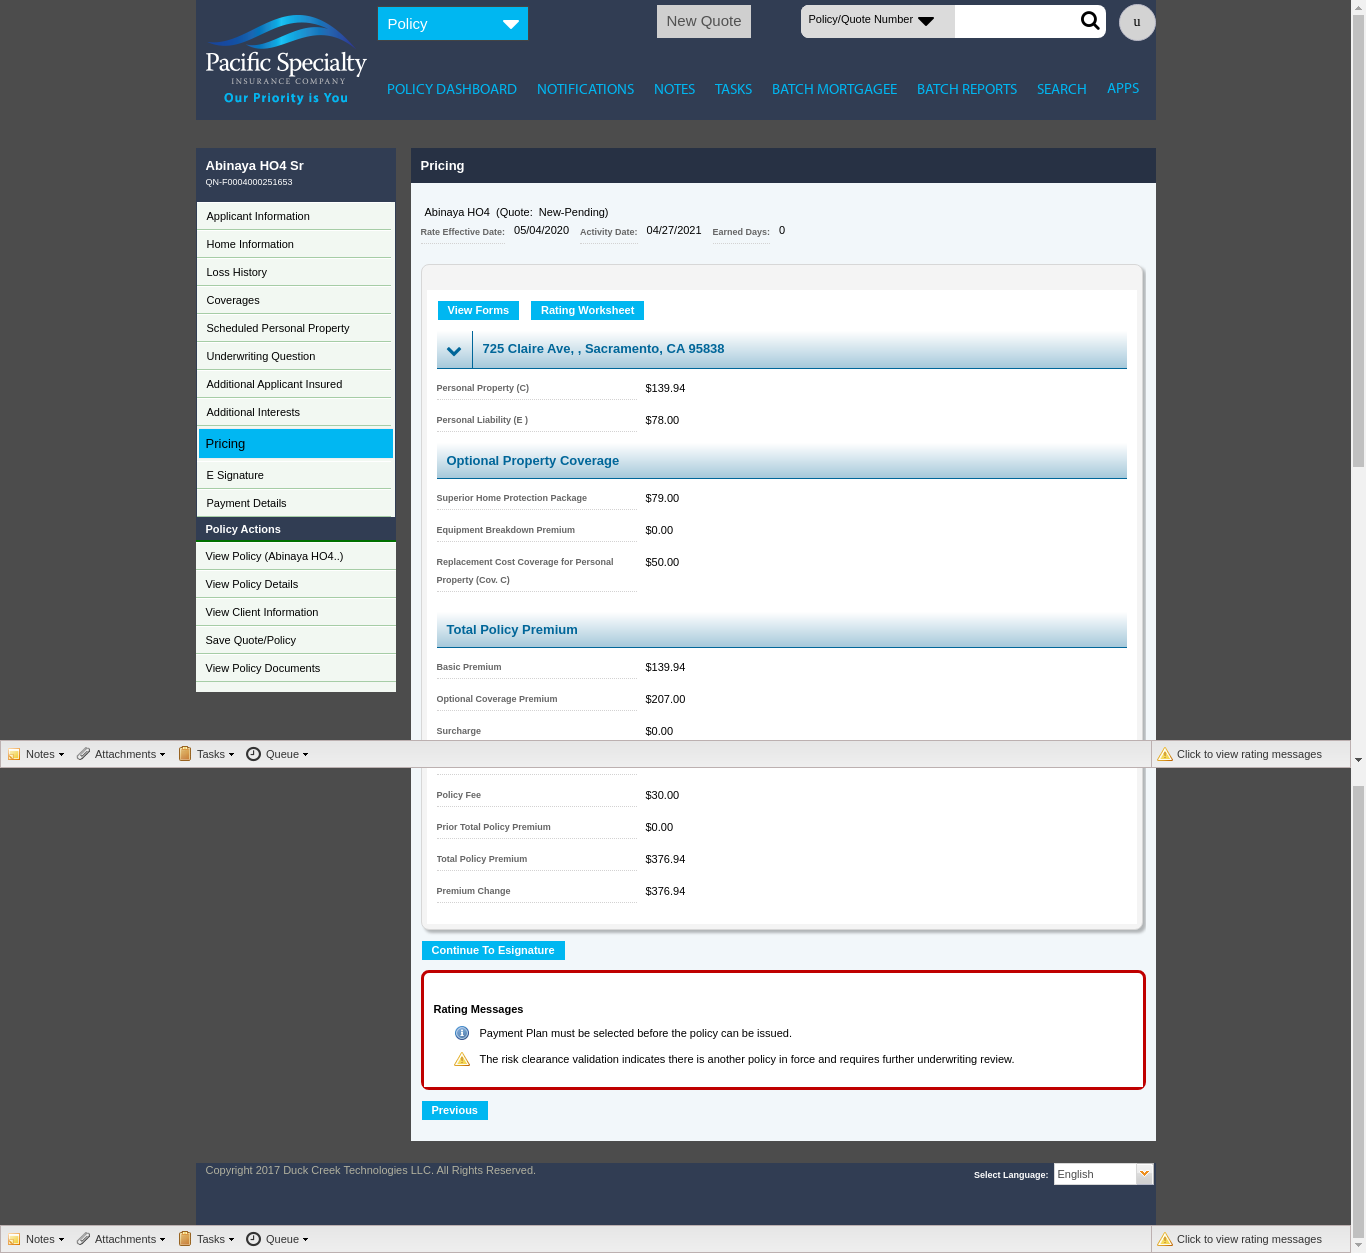 Policy
New Quote
Policy/Quote Number
u
Pacific Specialty
INSURANCE COMPANY
Our Priority is You
POLICY DASHBOARD NOTIFICATIONS NOTES TASKS BATCH MORTGAGEE BATCH REPORTS SEARCH APPS
Abinaya HO4 Sr
QN-F0004000251653
Applicant Information
Home Information
Loss History
Coverages
Scheduled Personal Property
Underwriting Question
Additional Applicant Insured
Additional Interests
Pricing
E Signature
Payment Details
Policy Actions
View Policy (Abinaya HO4..)
View Policy Details
View Client Information
Save Quote/Policy
View Policy Documents
Pricing
Abinaya HO4 (Quote: New-Pending)
Rate Effective Date: 05/04/2020 Activity Date: 04/27/2021 Earned Days: 0
View Forms Rating Worksheet
725 Claire Ave, , Sacramento, CA 95838
Personal Property (C) $139.94
Personal Liability (E ) $78.00
Optional Property Coverage
Superior Home Protection Package $79.00
Equipment Breakdown Premium $0.00
Replacement Cost Coverage for Personal $50.00
Property (Cov. C)
Total Policy Premium
Basic Premium $139.94
Optional Coverage Premium $207.00
Surcharge $0.00
Notes Attachments Tasks Queue Click to view rating messages
Policy Fee $30.00
Prior Total Policy Premium $0.00
Total Policy Premium $376.94
Premium Change $376.94
Continue To Esignature
Rating Messages
Payment Plan must be selected before the policy can be issued.
The risk clearance validation indicates there is another policy in force and requires further underwriting review.
Previous
Copyright 2017 Duck Creek Technologies LLC. All Rights Reserved.
Select Language: English
Notes Attachments Tasks Queue Click to view rating messages